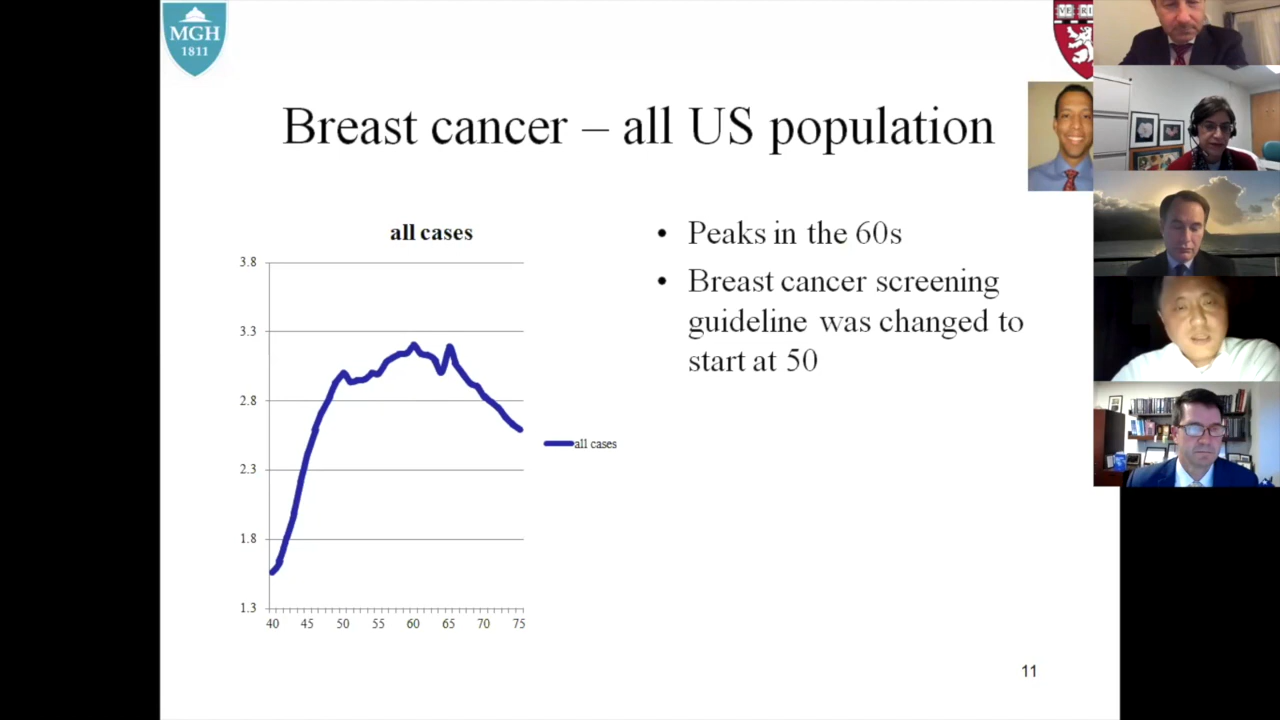 MGH
1811
VE RI
Breast cancer – all US population
all cases
3.8
3.3
2.8
2.3
1.8
1.3
40 45 50 55 60 65 70 75
all cases
• Peaks in the 60s
• Breast cancer screening
guideline was changed to
start at 50
11